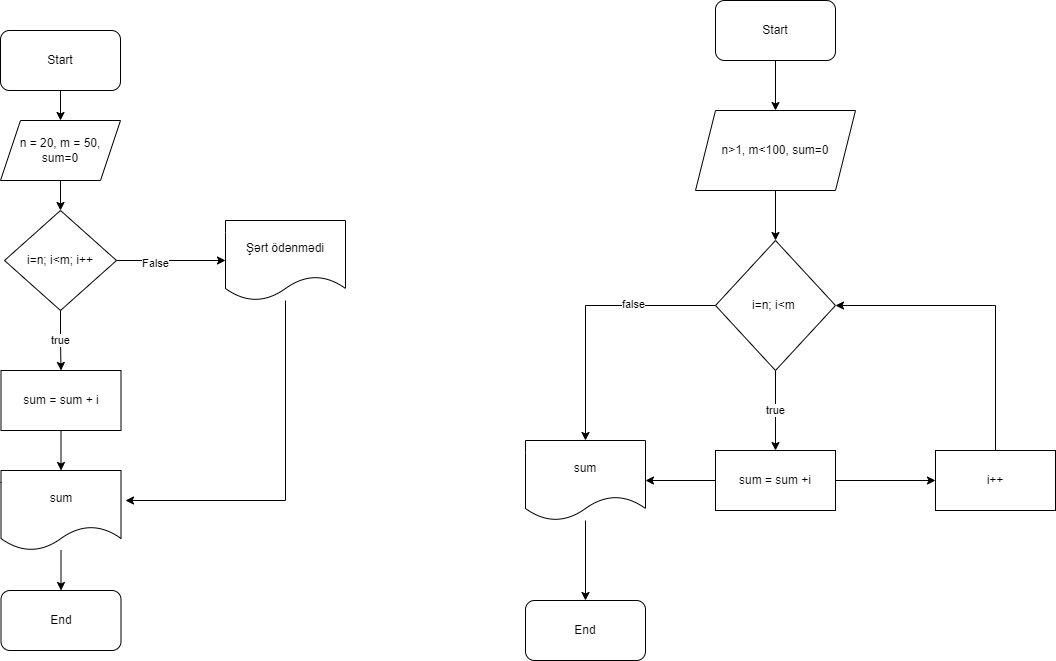 Start
n = 20, m = 50,
sum=0
i=n; i<m; i++
False
Şərt ödənmədi
true
sum = sum + i
sum
End
Start
n>1, m<100, sum=0
i=n; i<m
false
true
sum
sum = sum +i
i++
End